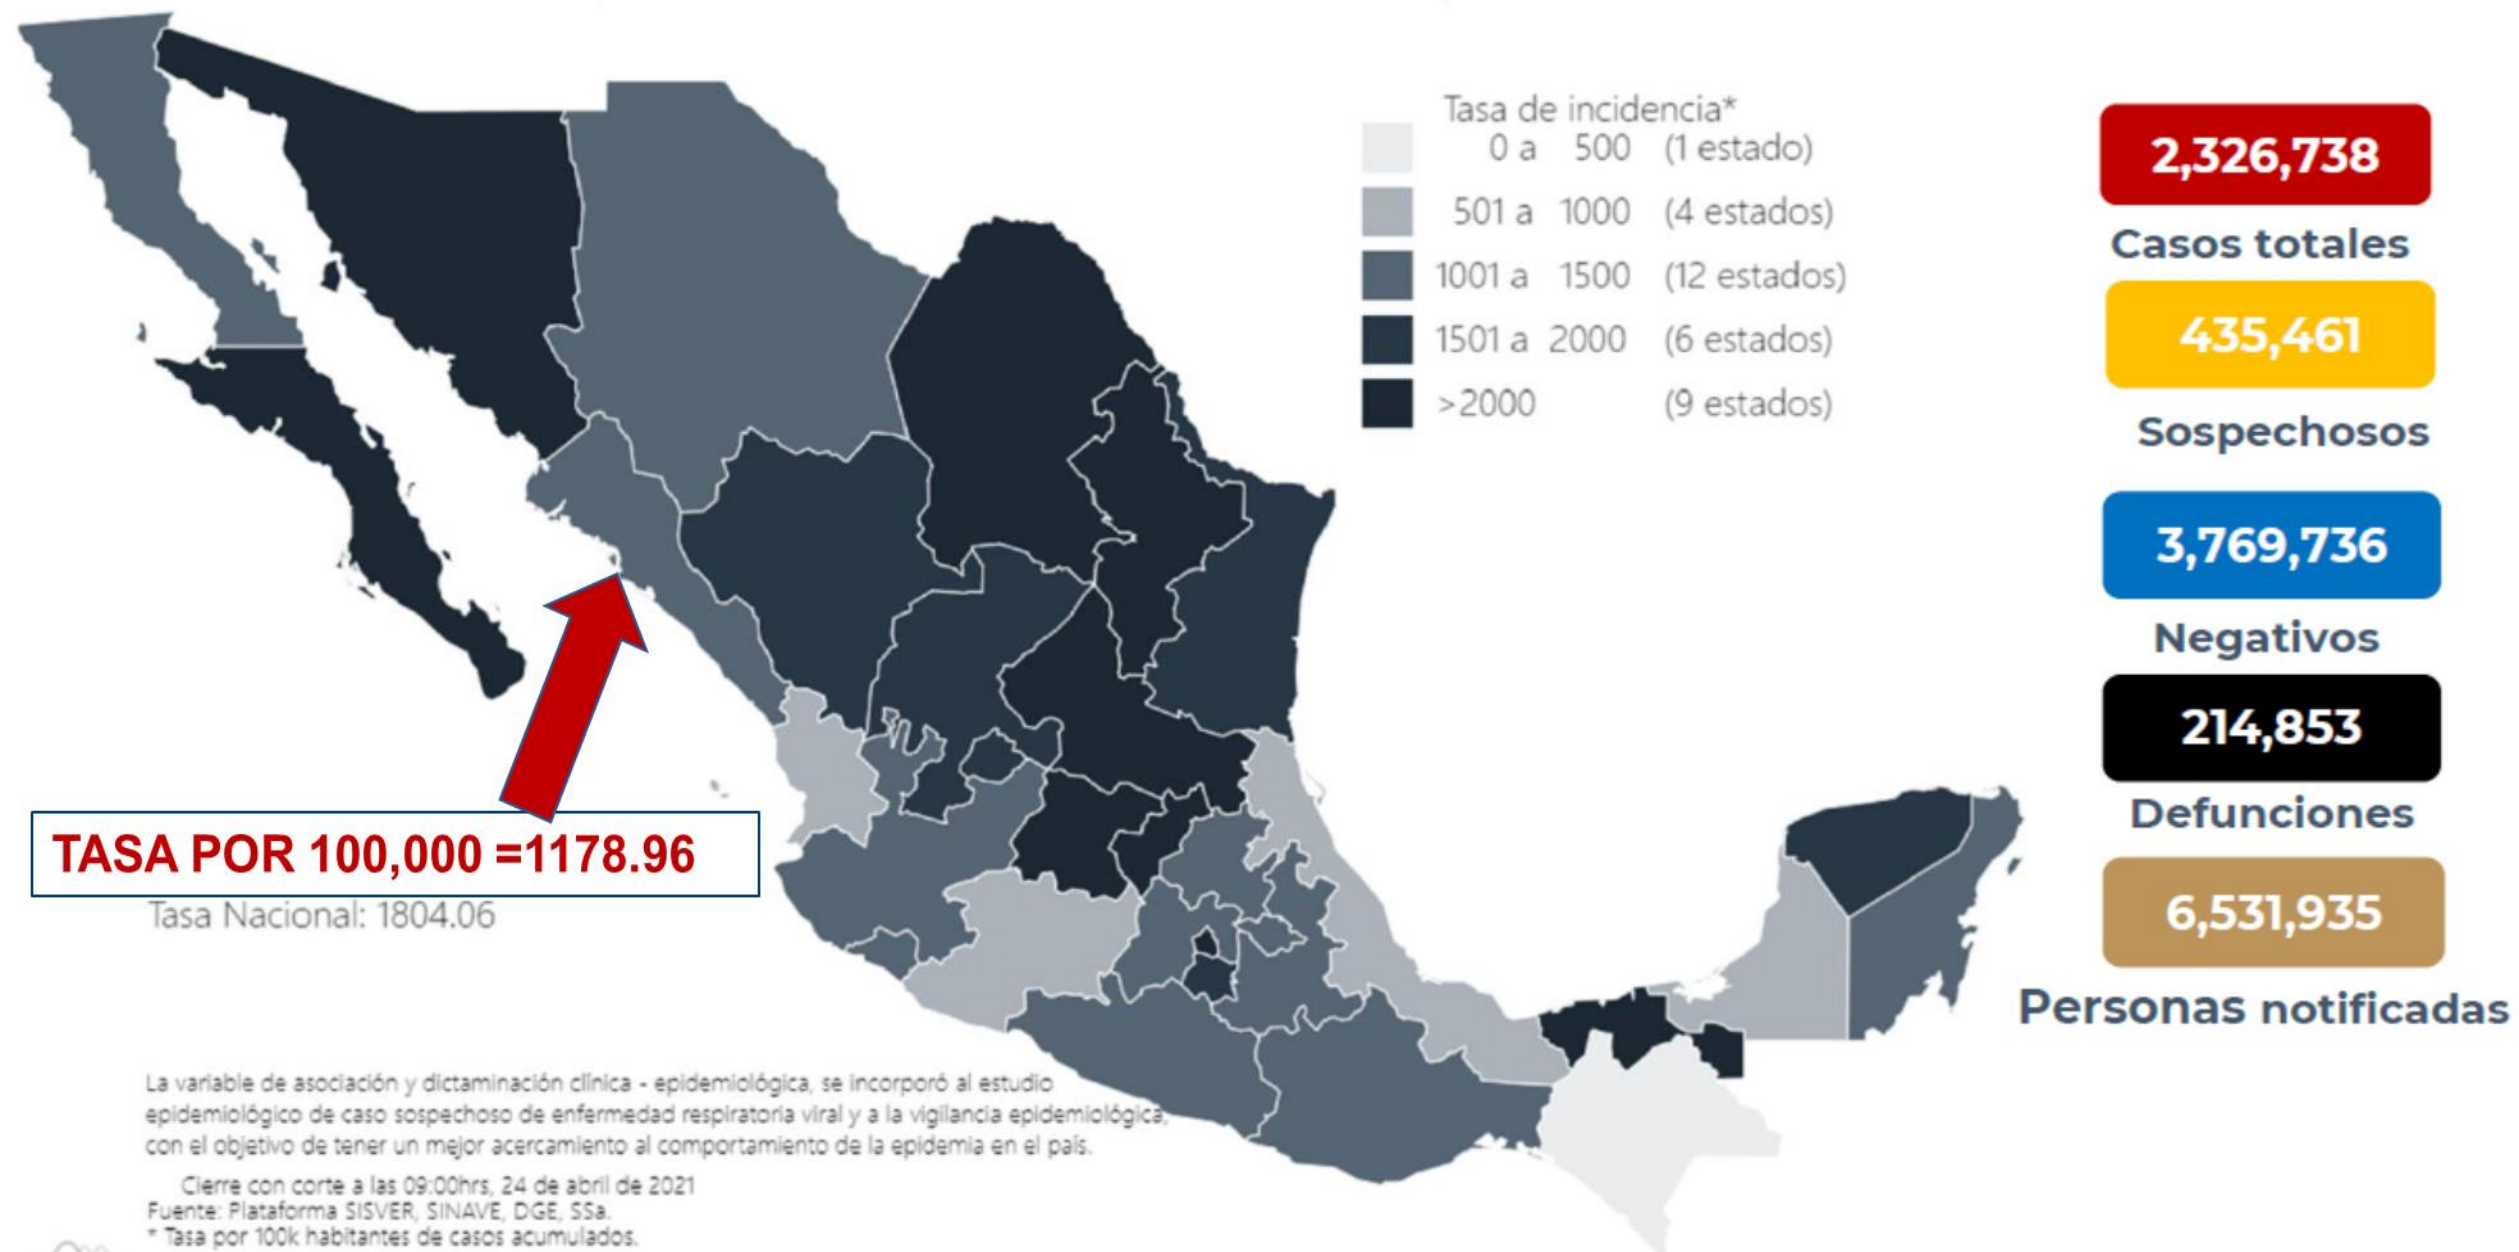 Tasa de incidencia*
0 a 500 (1 estado)
501 a 1000 (4 estados)
1001 a 1500 (12 estados)
1501 a 2000 (6 estados)
>2000 (9 estados)
2,326,738
Casos totales
435,461
Sospechosos
3,769,736
Negativos
214,853
Defunciones
6,531,935
Personas notificadas
TASA POR 100,000 =1178.96
Tasa Nacional: 1804.06
La variable de asociación y dictaminación clínica - epidemiológica, se incorporó al estudio
epidemiológico de caso sospechoso de enfermedad respiratoria viral y a la vigilancia epidemiológica,
con el objetivo de tener un mejor acercamiento al comportamiento de la epidemia en el país.
Cierre con corte a las 09:00hrs, 24 de abril de 2021
Fuente: Plataforma SISVER, SINAVE, DGE, SSa.
* Tasa por 100k habitantes de casos acumulados.